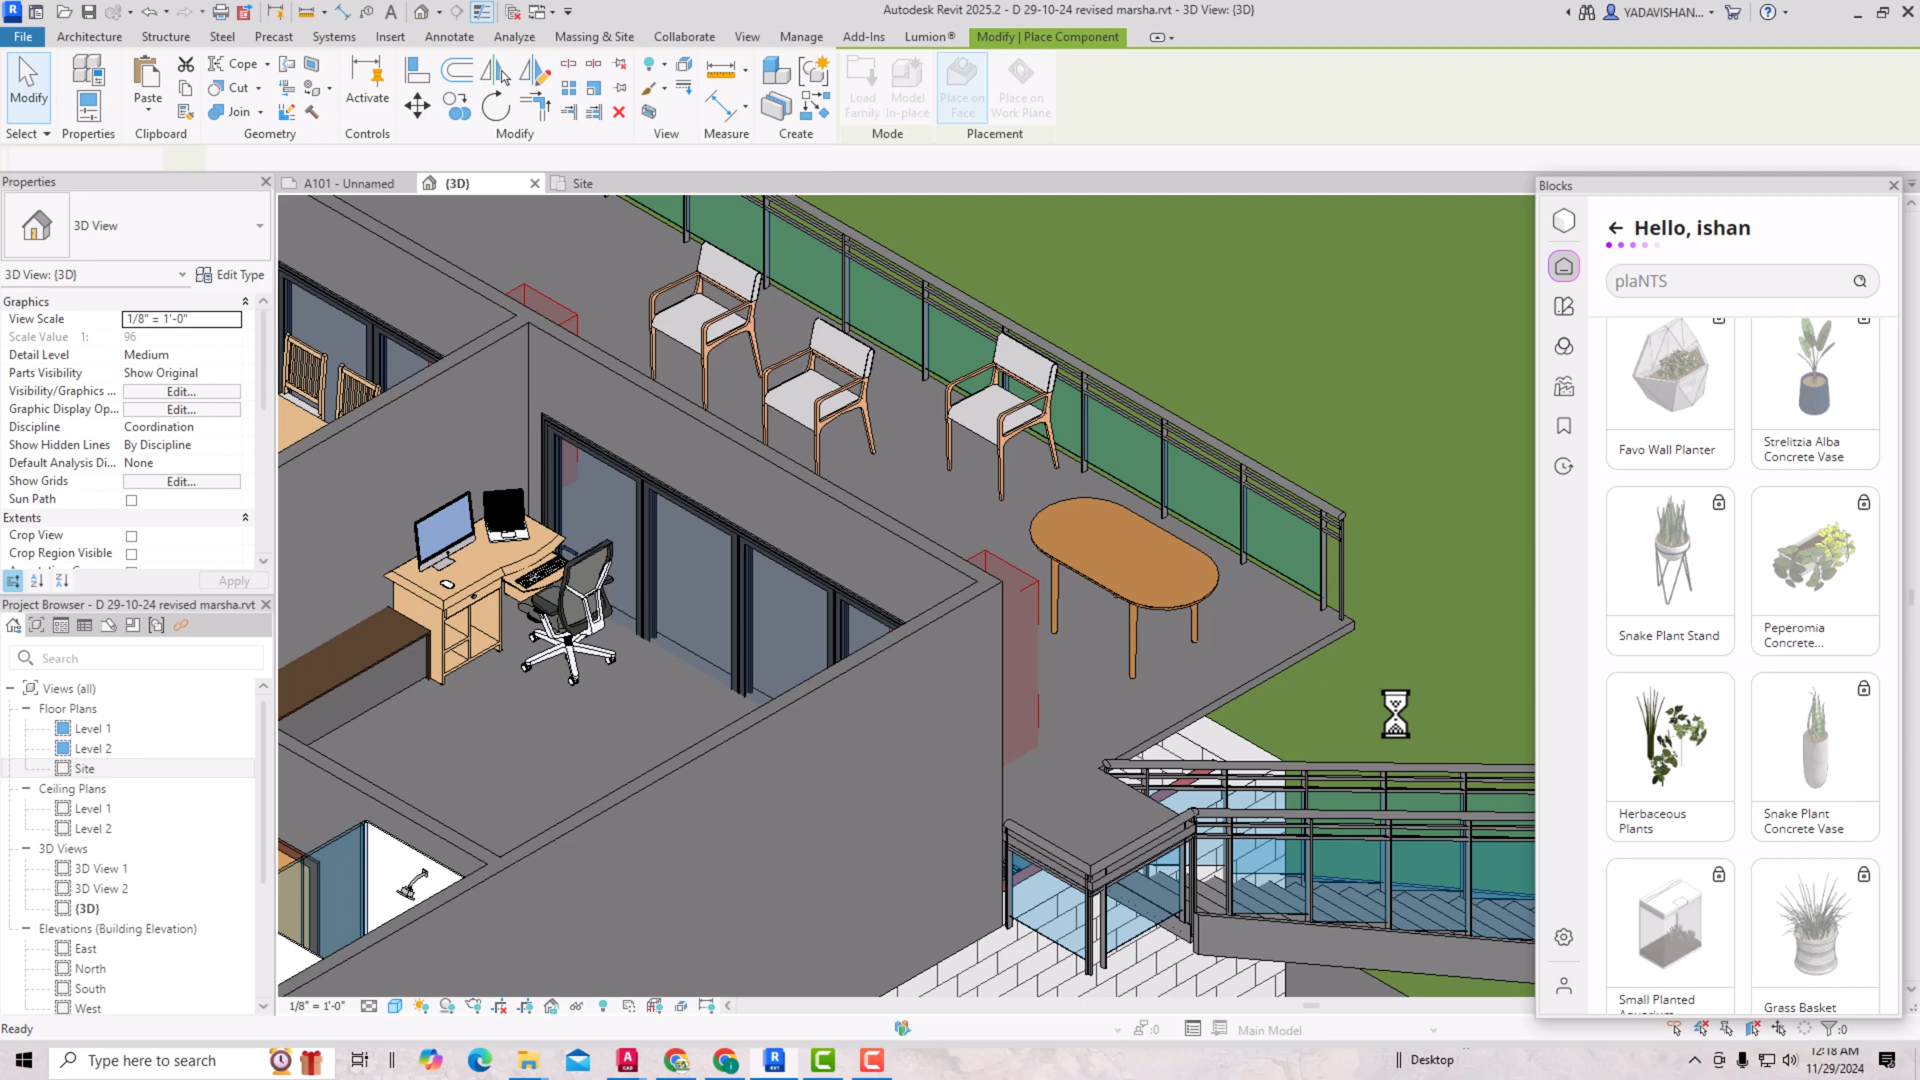 Autodesk Revit 2025.2 - D 29-10-24 revised marsha.rvt - 3D View: {3D}
YADAVISHAN...
File
Architecture
Structure
Steel
Precast
Systems
Insert
Annotate
Analyze
Massing & Site
Collaborate
View
Manage
Add-Ins
Lumion®
Modify | Place Component
Modify
Paste
Cope
Cut
Join
Activate
Load Family
Model In-place
Place on Face
Place on Work Plane
Select
Properties
Clipboard
Geometry
Controls
Modify
View
Measure
Create
Mode
Placement
Properties
3D View
3D View: {3D}
Edit Type
Graphics
View Scale 1/8" = 1'-0"
Scale Value 1: 96
Detail Level Medium
Parts Visibility Show Original
Visibility/Graphics ... Edit...
Graphic Display Op... Edit...
Discipline Coordination
Show Hidden Lines By Discipline
Default Analysis Di... None
Show Grids Edit...
Sun Path
Extents
Crop View
Crop Region Visible
Apply
Project Browser - D 29-10-24 revised marsha.rvt
Search
Views (all)
Floor Plans
Level 1
Level 2
Site
Ceiling Plans
Level 1
Level 2
3D Views
3D View 1
3D View 2
{3D}
Elevations (Building Elevation)
East
North
South
West
A101 - Unnamed
{3D}
Site
1/8" = 1'-0"
Blocks
Hello, ishan
plaNTS
Favo Wall Planter
Strelitzia Alba
Concrete Vase
Snake Plant Stand
Peperomia
Concrete...
Herbaceous
Plants
Snake Plant
Concrete Vase
Small Planted
Grass Basket
Ready
:0
Main Model
:0
Type here to search
Desktop
12:18 AM
11/29/2024